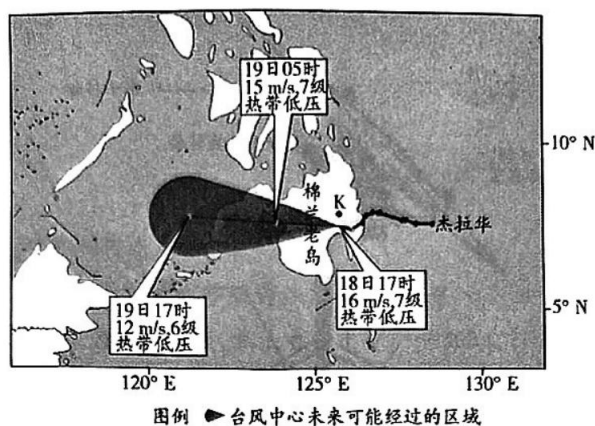 19日05时
15 m/s,7级
热带低压
10° N
棉兰老岛
K
杰拉华
18日17时
16 m/s,7级
热带低压
19日17时
12 m/s,6级
热带低压
5° N
120° E
125° E
130° E
图例 台风中心未来可能经过的区域